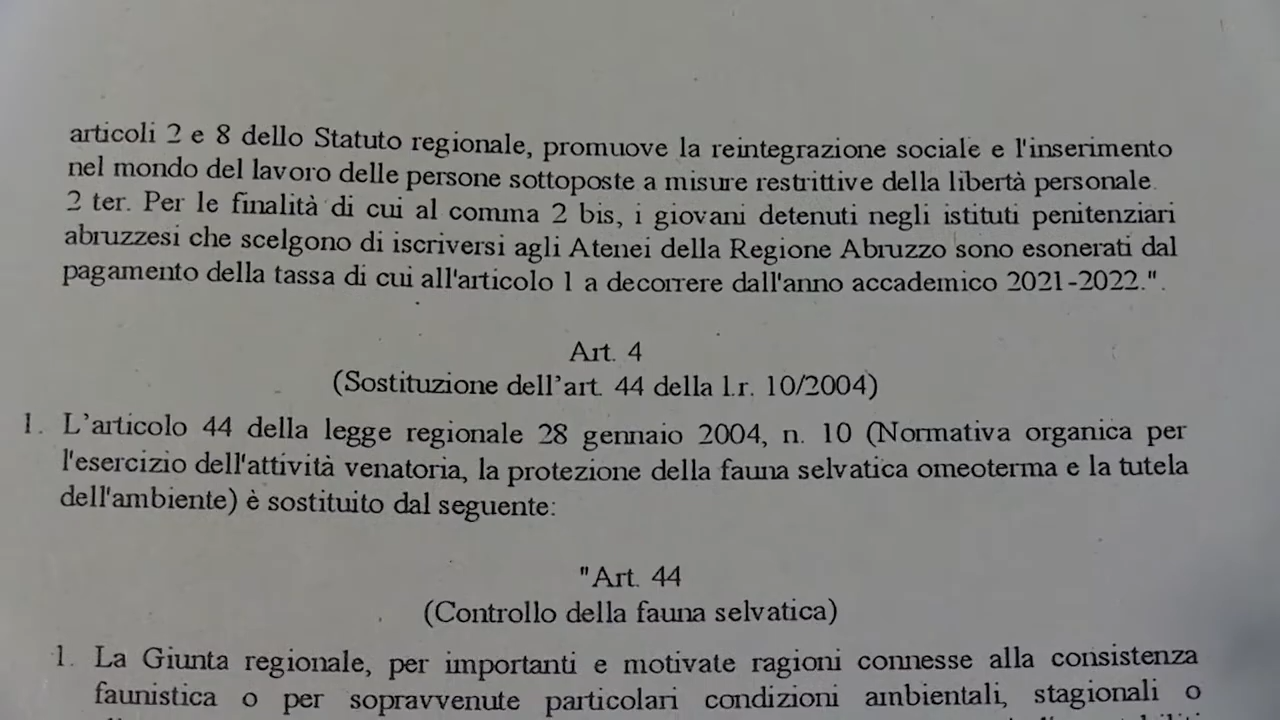 articoli 2 e 8 dello Statuto regionale, promuove la reintegrazione sociale e l'inserimento
nel mondo del lavoro delle persone sottoposte a misure restrittive della libertà personale.
2 ter. Per le finalità di cui al comma 2 bis, i giovani detenuti negli istituti penitenziari
abruzzesi che scelgono di iscriversi agli Atenei della Regione Abruzzo sono esonerati dal
pagamento della tassa di cui all'articolo 1 a decorrere dall'anno accademico 2021-2022.".
Art. 4
(Sostituzione dell’art. 44 della l.r. 10/2004)
1. L’articolo 44 della legge regionale 28 gennaio 2004, n. 10 (Normativa organica per
l'esercizio dell'attività venatoria, la protezione della fauna selvatica omeoterma e la tutela
dell'ambiente) è sostituito dal seguente:
"Art. 44
(Controllo della fauna selvatica)
1. La Giunta regionale, per importanti e motivate ragioni connesse alla consistenza
faunistica o per sopravvenute particolari condizioni ambientali, stagionali o